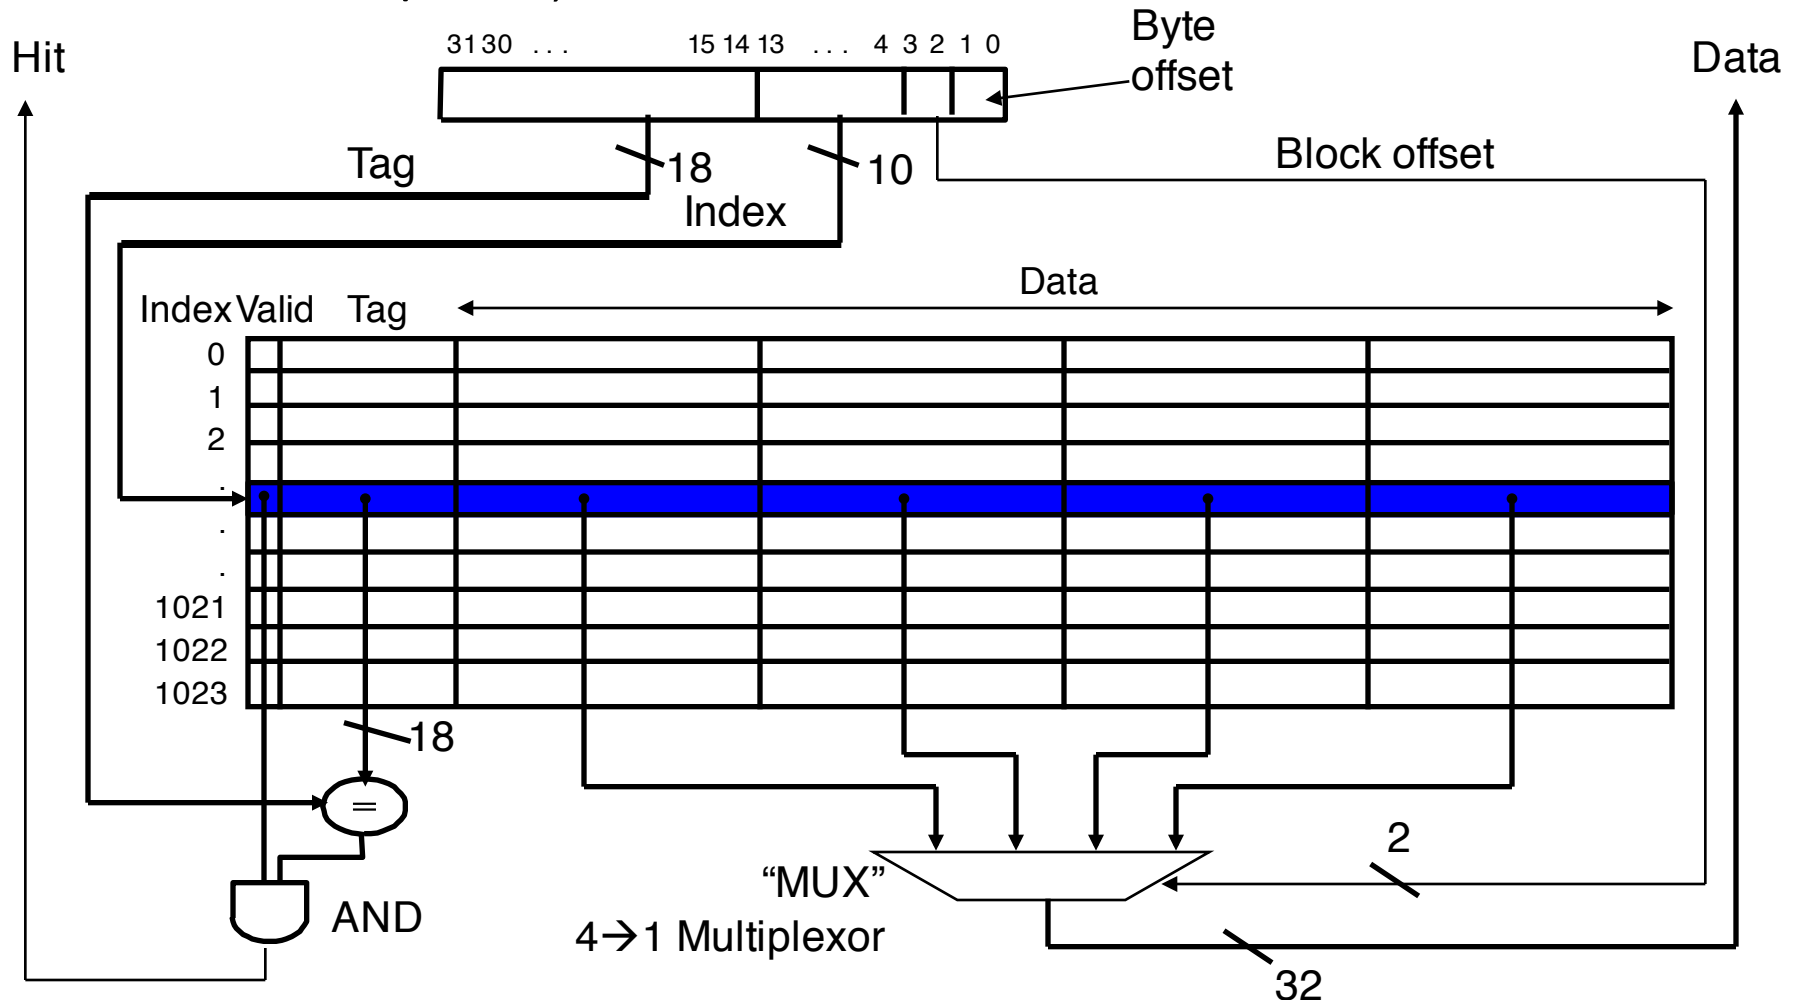 Hit
31 30 . . . 15 14 13 . . . 4 3 2 1 0
Byte
offset
Data
Tag
18
10
Block offset
Index
Data
Index Valid Tag
0
1
2
.
.
.
1021
1022
1023
18
=
2
“MUX”
4→1 Multiplexor
AND
32